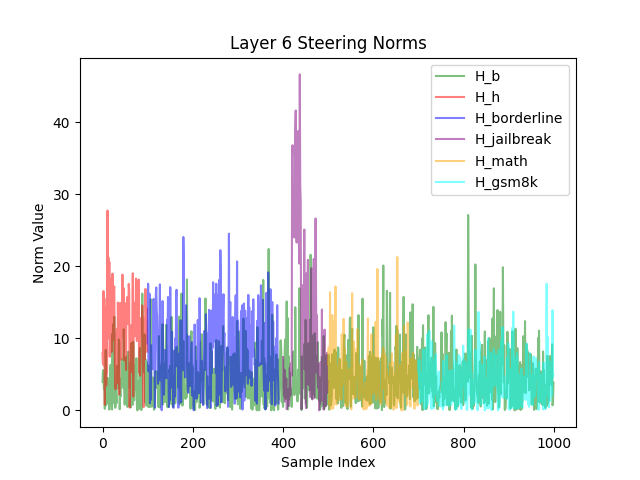 Layer 6 Steering Norms
H_b
H_h
H_borderline
H_jailbreak
H_math
H_gsm8k
Norm Value
40
30
20
10
0
0
200
400
600
800
1000
Sample Index